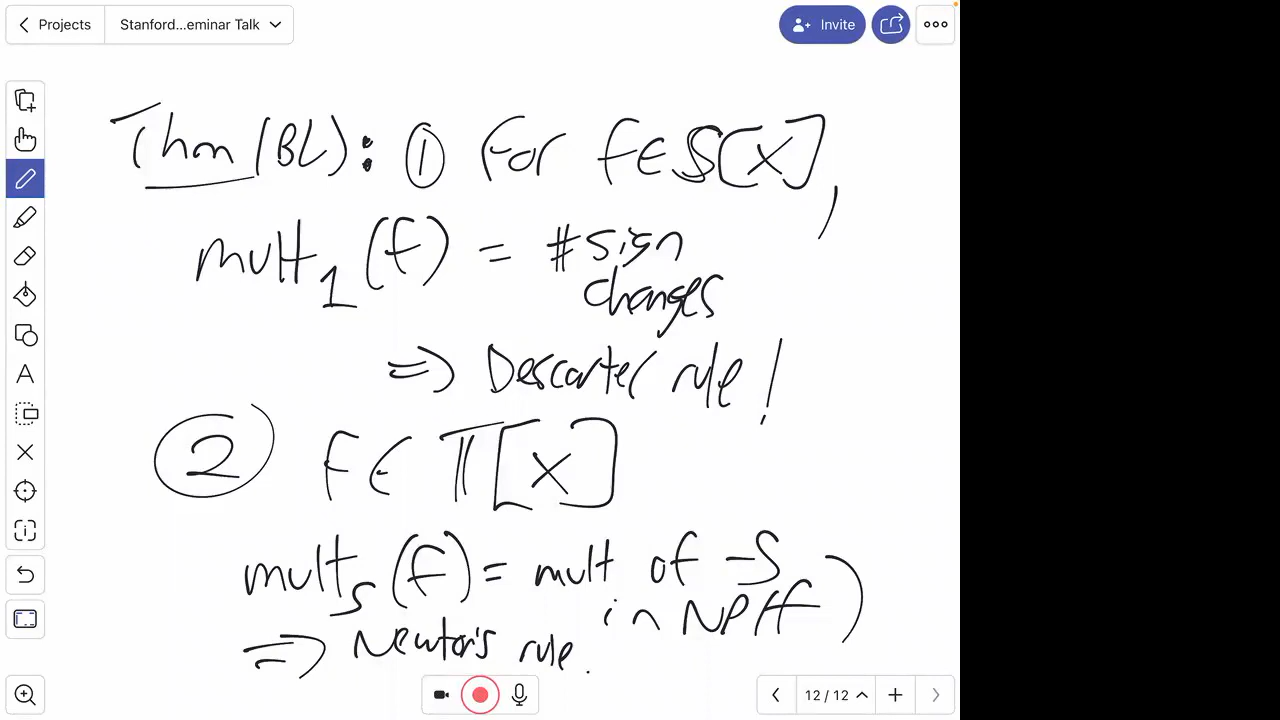 Projects
Stanford...eminar Talk
Invite
Thm (BL): ① For f ∈ S[X],
mult₁ (f) = # sign
changes
⇒ Descartes' rule!
② f ∈ 𝕋[X]
mult_s (f) = mult of -s
in NP(f)
⇒ Newton's rule.
A
12 / 12